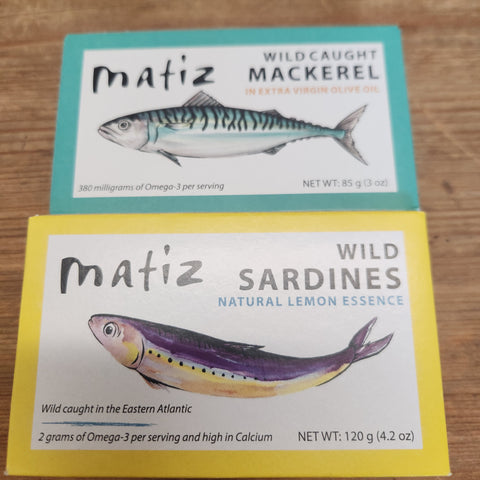 matiz
WILD CAUGHT
MACKEREL
IN EXTRA VIRGIN OLIVE OIL
380 milligrams of Omega-3 per serving
NET WT: 85 g (3 oz)
matiz
WILD
SARDINES
NATURAL LEMON ESSENCE
Wild caught in the Eastern Atlantic
2 grams of Omega-3 per serving and high in Calcium
NET WT: 120 g (4.2 oz)